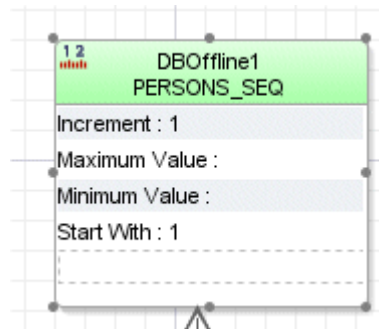 1 2
DBOffline1
PERSONS_SEQ
Increment : 1
Maximum Value :
Minimum Value :
Start With : 1